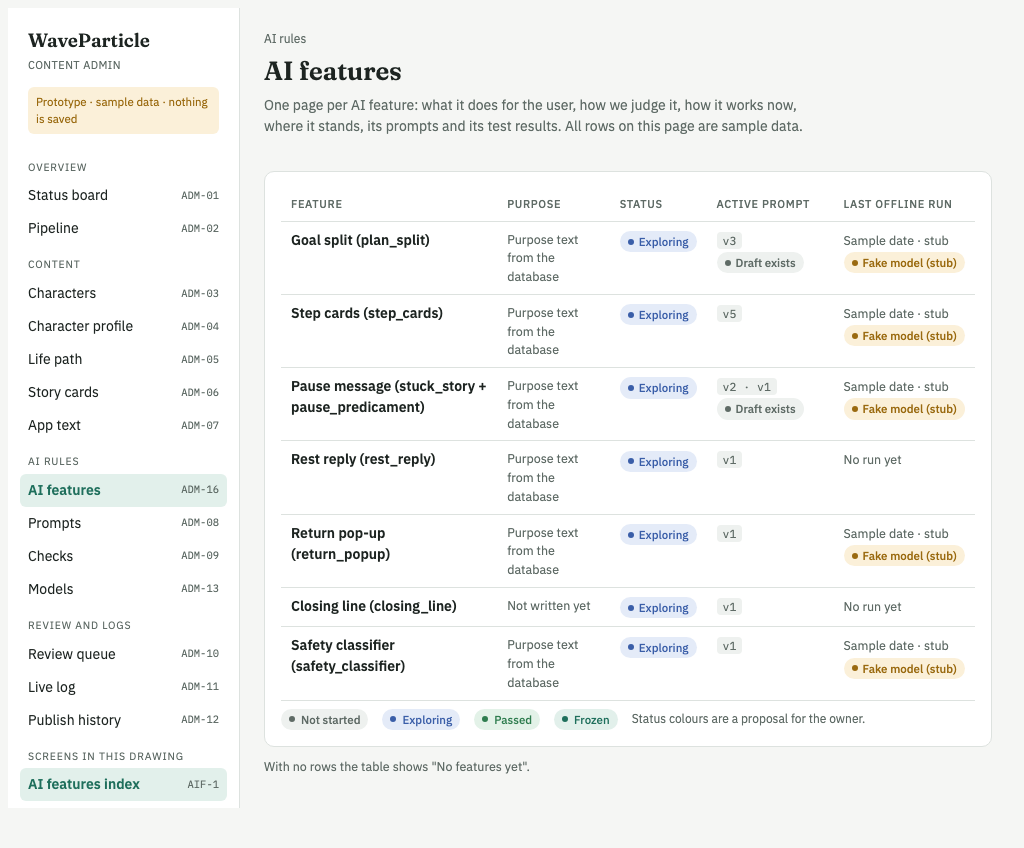 WaveParticle
CONTENT ADMIN
Prototype · sample data · nothing
is saved
OVERVIEW
Status board ADM-01
Pipeline ADM-02
CONTENT
Characters ADM-03
Character profile ADM-04
Life path ADM-05
Story cards ADM-06
App text ADM-07
AI RULES
AI features ADM-16
Prompts ADM-08
Checks ADM-09
Models ADM-13
REVIEW AND LOGS
Review queue ADM-10
Live log ADM-11
Publish history ADM-12
SCREENS IN THIS DRAWING
AI features index AIF-1
AI rules
AI features
One page per AI feature: what it does for the user, how we judge it, how it works now,
where it stands, its prompts and its test results. All rows on this page are sample data.
FEATURE PURPOSE STATUS ACTIVE PROMPT LAST OFFLINE RUN
Goal split (plan_split) Purpose text Exploring v3 Sample date · stub
from the Draft exists Fake model (stub)
database
Step cards (step_cards) Purpose text Exploring v5 Sample date · stub
from the Fake model (stub)
database
Pause message (stuck_story + Purpose text Exploring v2 · v1 Sample date · stub
pause_predicament) from the Draft exists Fake model (stub)
database
Rest reply (rest_reply) Purpose text Exploring v1 No run yet
from the
database
Return pop-up Purpose text Exploring v1 Sample date · stub
(return_popup) from the Fake model (stub)
database
Closing line (closing_line) Not written yet Exploring v1 No run yet
Safety classifier Purpose text Exploring v1 Sample date · stub
(safety_classifier) from the Fake model (stub)
database
Not started Exploring Passed Frozen Status colours are a proposal for the owner.
With no rows the table shows "No features yet".